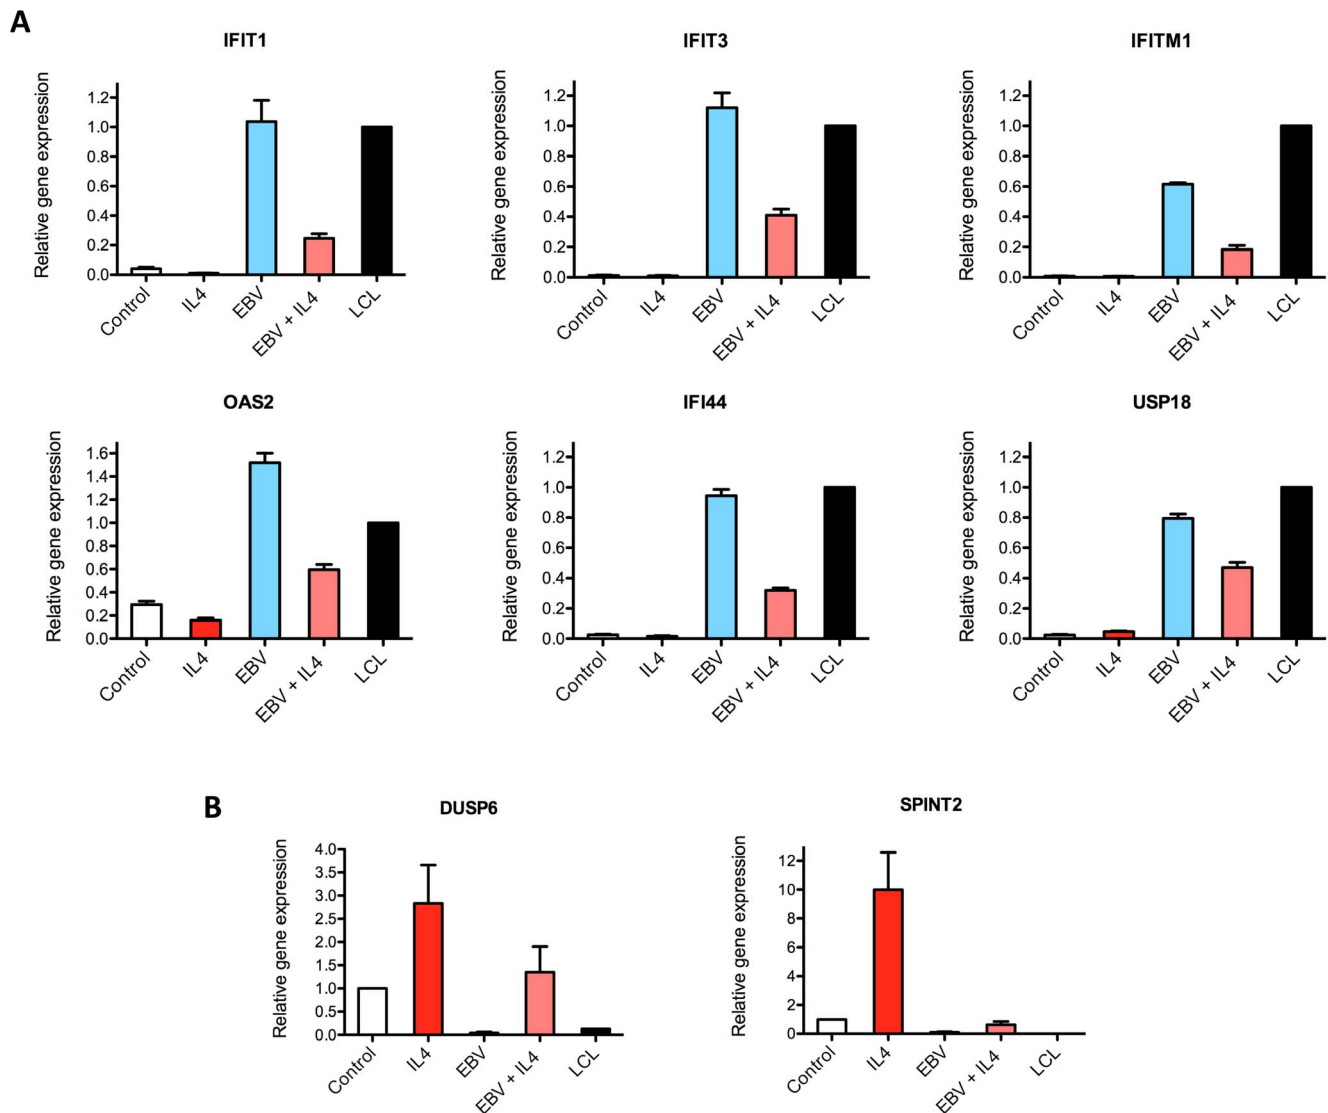 A
IFIT1
Relative gene expression
1.2
1.0
0.8
0.6
0.4
0.2
0.0
Control
IL4
EBV
EBV + IL4
LCL
IFIT3
Relative gene expression
1.2
1.0
0.8
0.6
0.4
0.2
0.0
Control
IL4
EBV
EBV + IL4
LCL
IFITM1
Relative gene expression
1.2
1.0
0.8
0.6
0.4
0.2
0.0
Control
IL4
EBV
EBV + IL4
LCL
OAS2
Relative gene expression
1.6
1.4
1.2
1.0
0.8
0.6
0.4
0.2
0.0
Control
IL4
EBV
EBV + IL4
LCL
IFI44
Relative gene expression
1.2
1.0
0.8
0.6
0.4
0.2
0.0
Control
IL4
EBV
EBV + IL4
LCL
USP18
Relative gene expression
1.2
1.0
0.8
0.6
0.4
0.2
0.0
Control
IL4
EBV
EBV + IL4
LCL
B
DUSP6
Relative gene expression
4.0
3.5
3.0
2.5
2.0
1.5
1.0
0.5
0.0
Control
IL4
EBV
EBV + IL4
LCL
SPINT2
Relative gene expression
12
10
8
6
4
2
0
Control
IL4
EBV
EBV + IL4
LCL